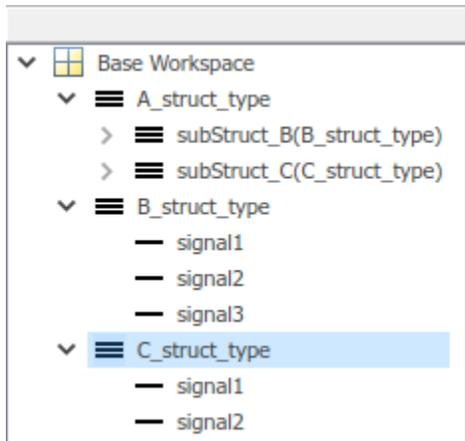 Base Workspace
A_struct_type
subStruct_B(B_struct_type)
subStruct_C(C_struct_type)
B_struct_type
signal1
signal2
signal3
C_struct_type
signal1
signal2